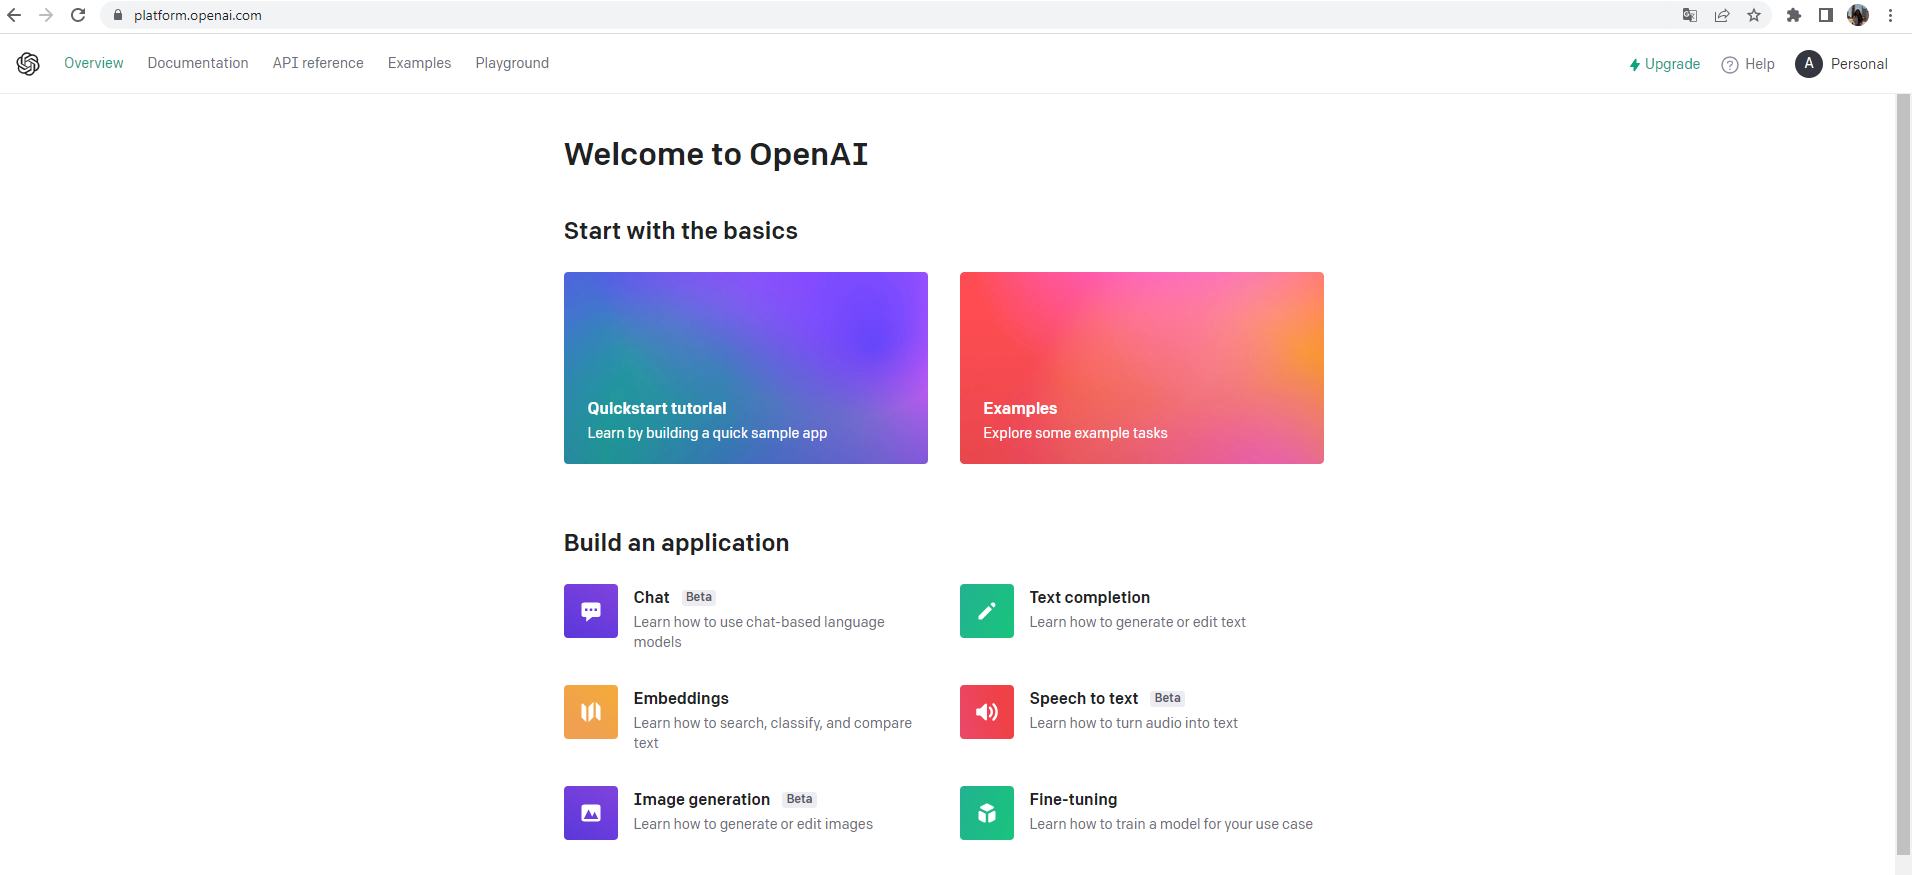 platform.openai.com
Overview Documentation API reference Examples Playground Upgrade Help A Personal
Welcome to OpenAI
Start with the basics
Quickstart tutorial
Learn by building a quick sample app
Examples
Explore some example tasks
Build an application
Chat Beta
Learn how to use chat-based language
models
Text completion
Learn how to generate or edit text
Embeddings
Learn how to search, classify, and compare
text
Speech to text Beta
Learn how to turn audio into text
Image generation Beta
Learn how to generate or edit images
Fine-tuning
Learn how to train a model for your use case